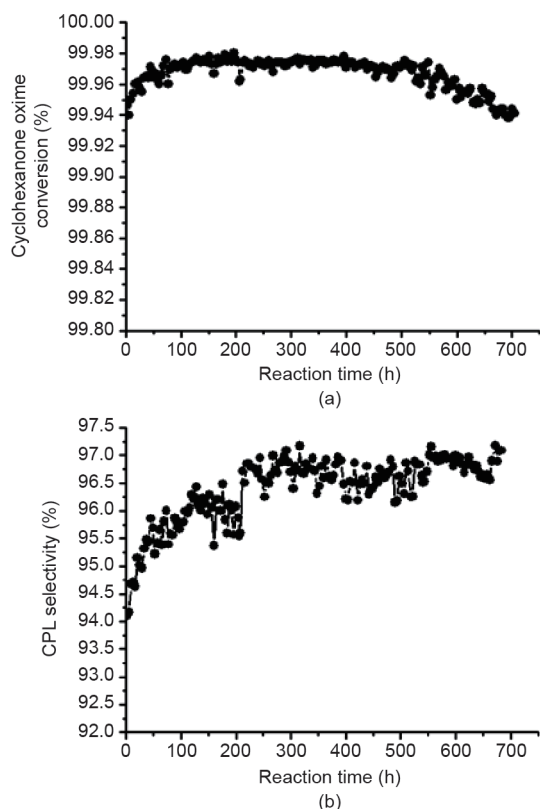 100.00
99.98
99.96
99.94
99.92
99.90
99.88
99.86
99.84
99.82
99.80
Cyclohexanone oxime
conversion (%)
0 100 200 300 400 500 600 700
Reaction time (h)
(a)
97.5
97.0
96.5
96.0
95.5
95.0
94.5
94.0
93.5
93.0
92.5
92.0
CPL selectivity (%)
0 100 200 300 400 500 600 700
Reaction time (h)
(b)